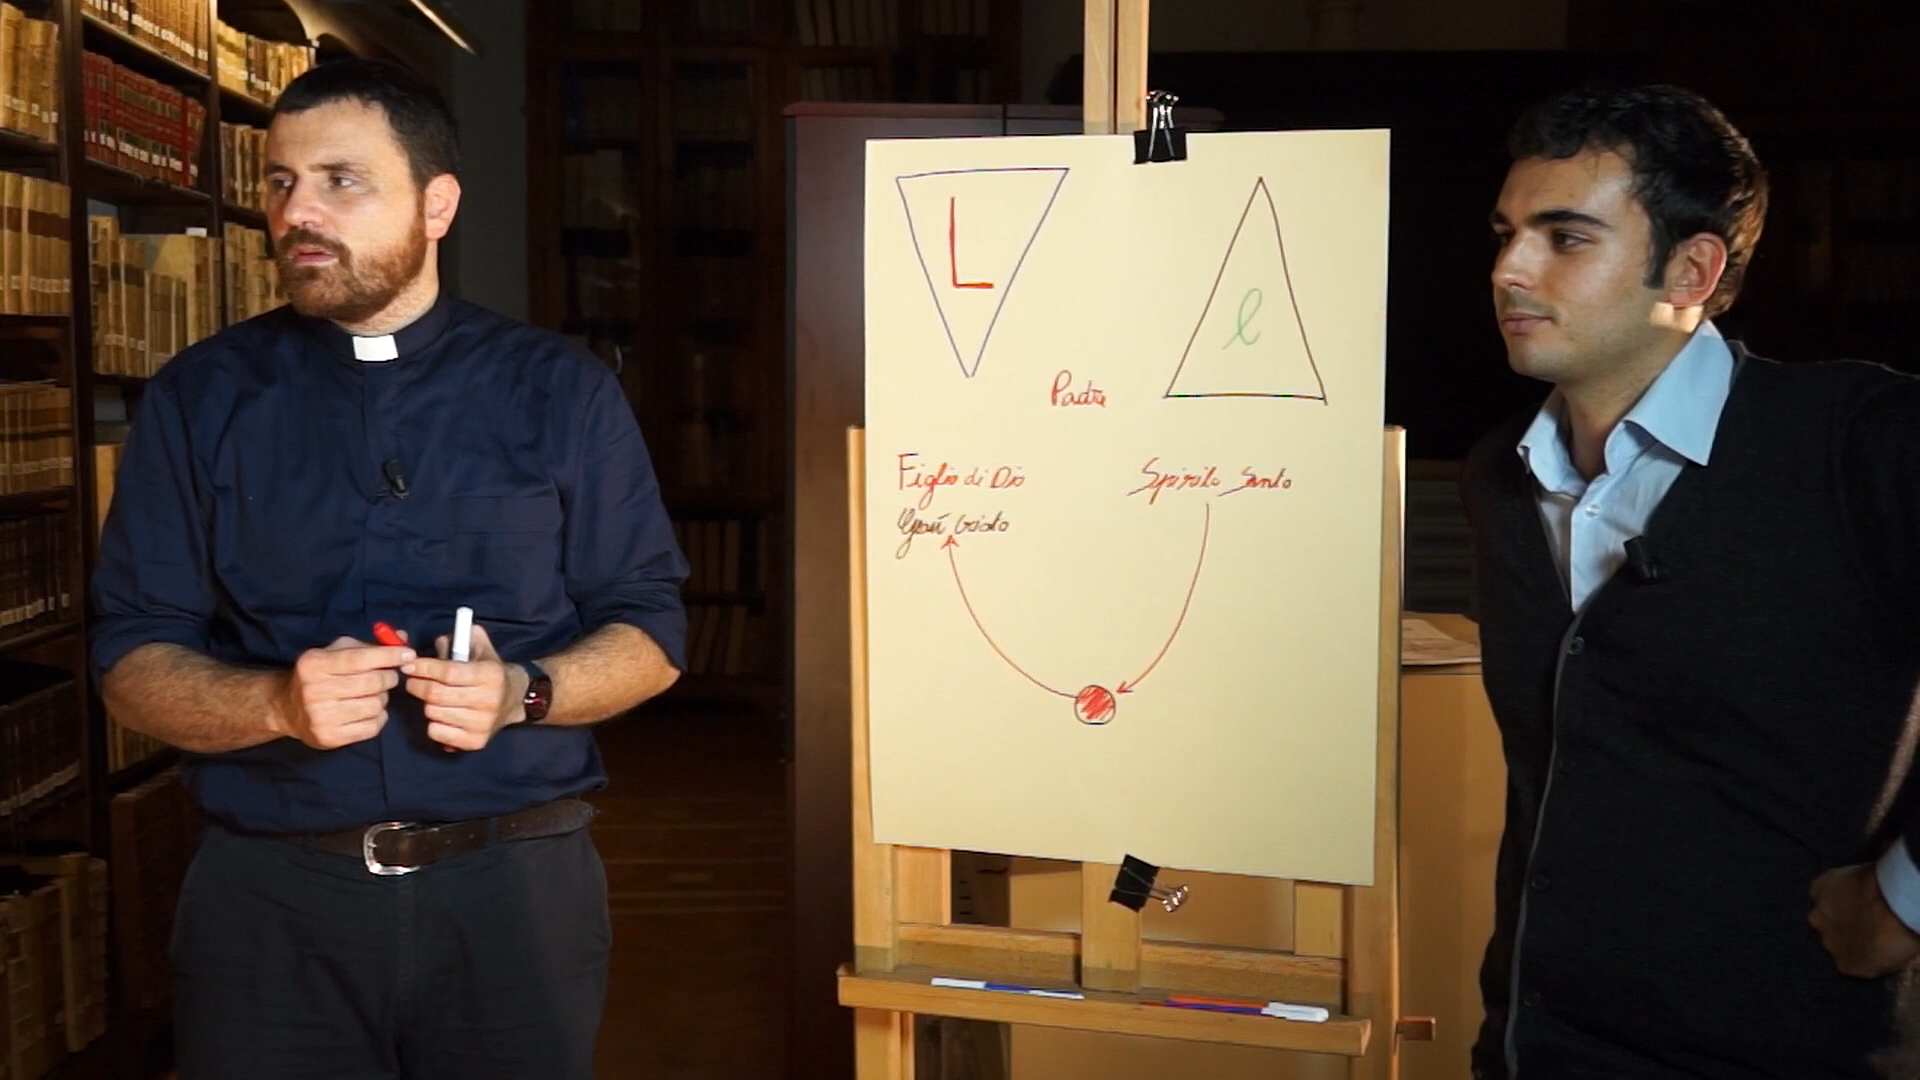 L
l
Padre
Figlio di Dio
Spirito Santo
Gesù Cristo